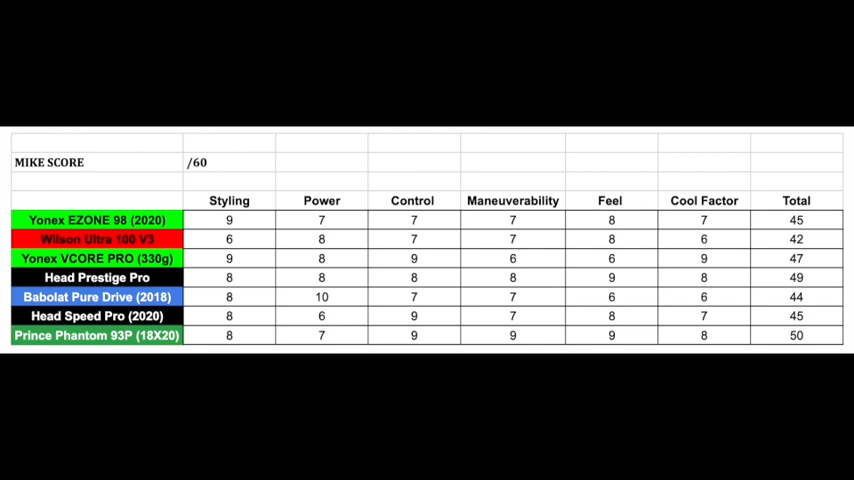 MIKE SCORE /60
Styling Power Control Maneuverability Feel Cool Factor Total
Yonex EZONE 98 (2020) 9 7 7 7 8 7 45
Wilson Ultra 100 V3 6 8 7 7 8 6 42
Yonex VCORE PRO (330g) 9 8 9 6 6 9 47
Head Prestige Pro 8 8 8 8 9 8 49
Babolat Pure Drive (2018) 8 10 7 7 6 6 44
Head Speed Pro (2020) 8 6 9 7 8 7 45
Prince Phantom 93P (18X20) 8 7 9 9 9 8 50